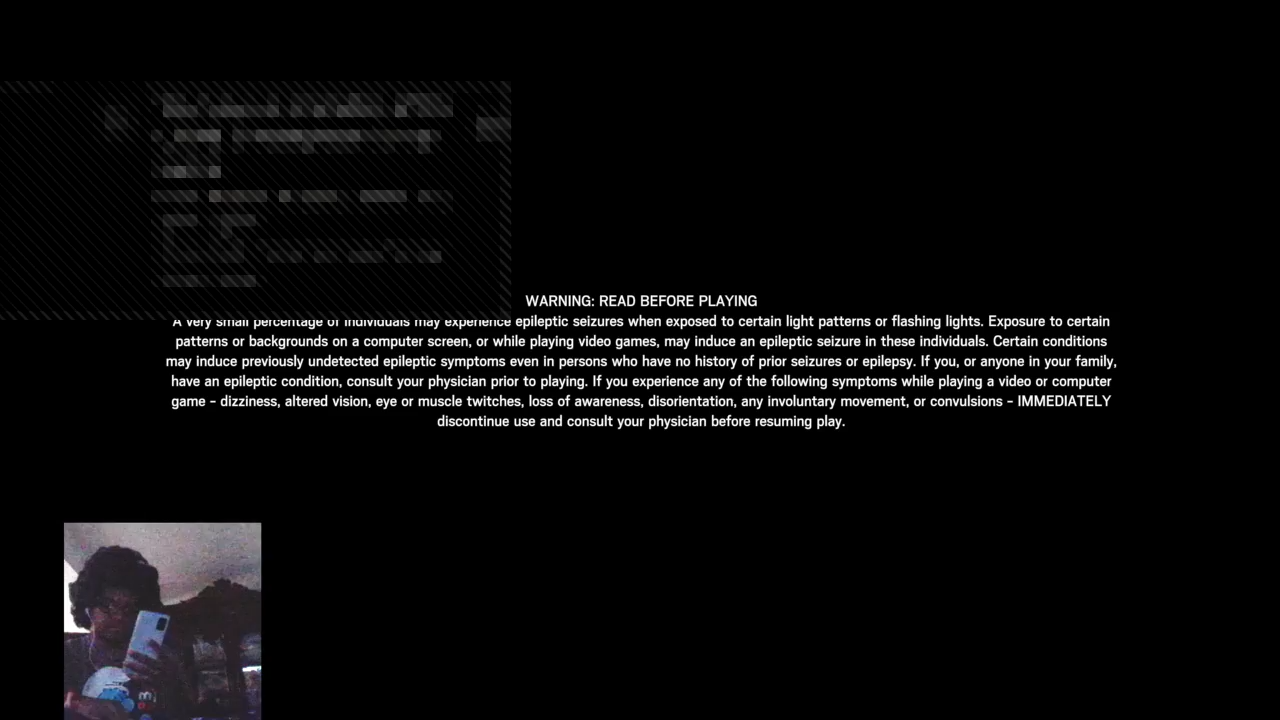 WARNING: READ BEFORE PLAYING
A very small percentage of individuals may experience epileptic seizures when exposed to certain light patterns or flashing lights. Exposure to certain
patterns or backgrounds on a computer screen, or while playing video games, may induce an epileptic seizure in these individuals. Certain conditions
may induce previously undetected epileptic symptoms even in persons who have no history of prior seizures or epilepsy. If you, or anyone in your family,
have an epileptic condition, consult your physician prior to playing. If you experience any of the following symptoms while playing a video or computer
game - dizziness, altered vision, eye or muscle twitches, loss of awareness, disorientation, any involuntary movement, or convulsions - IMMEDIATELY
discontinue use and consult your physician before resuming play.